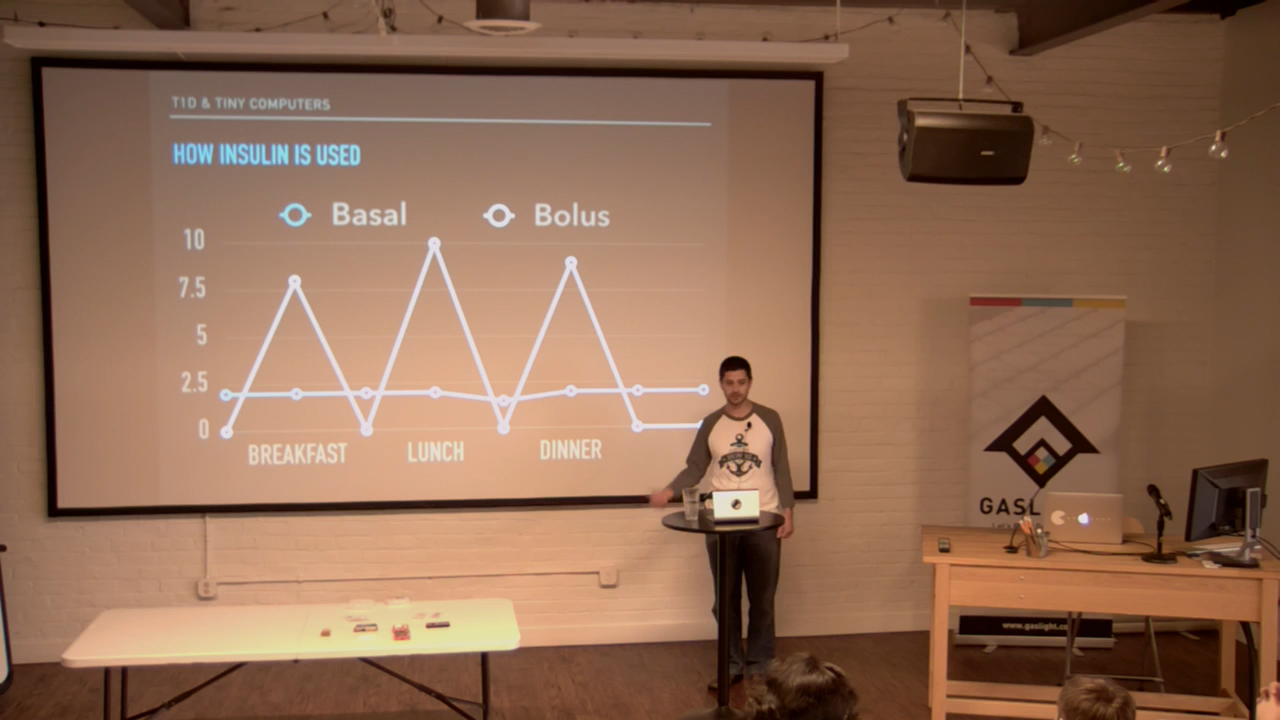 T1D & TINY COMPUTERS
HOW INSULIN IS USED
Basal Bolus
10
7.5
5
2.5
0
BREAKFAST LUNCH DINNER
GASL
www.gaslight.c